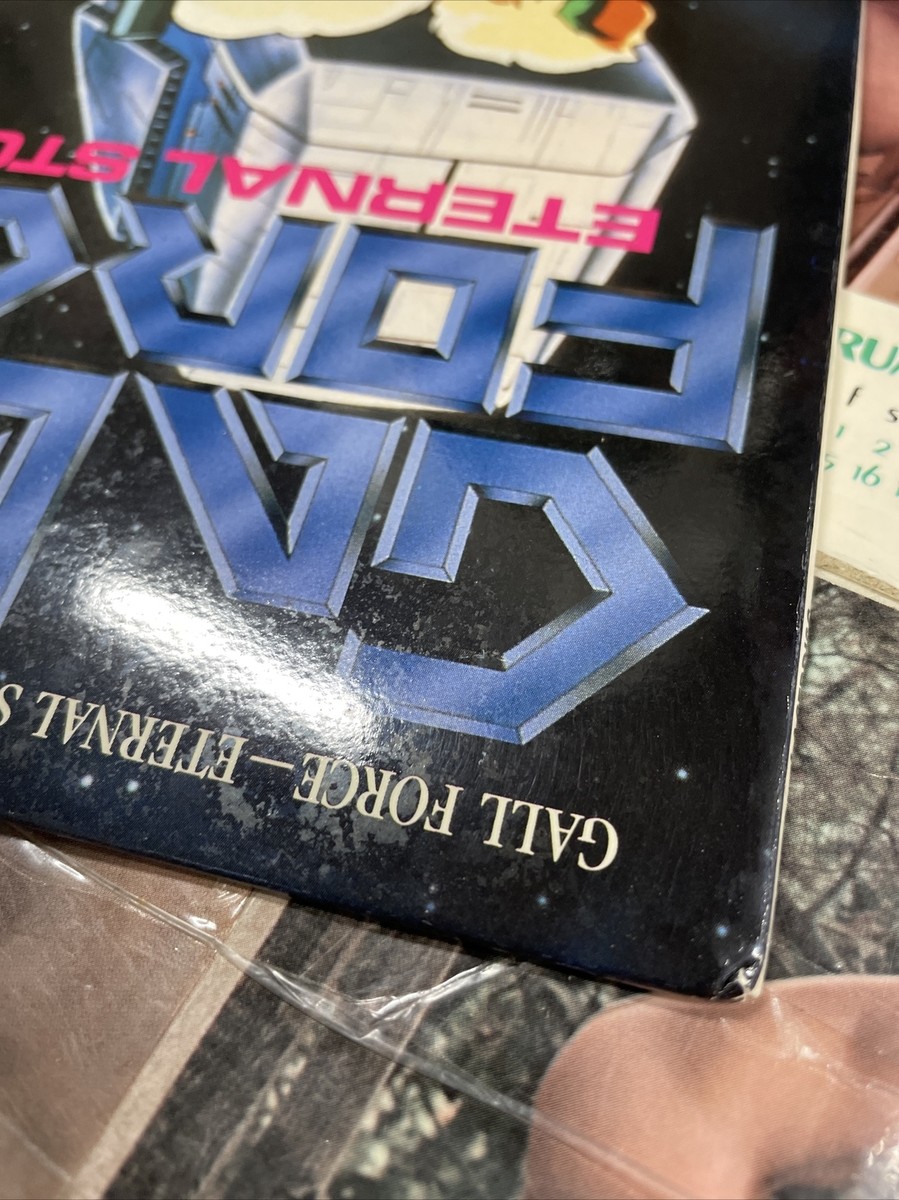 GALL FORCE — ETERNAL S
GAL
FORC
ETERNAL STO
RU
f s
1 2
5 16